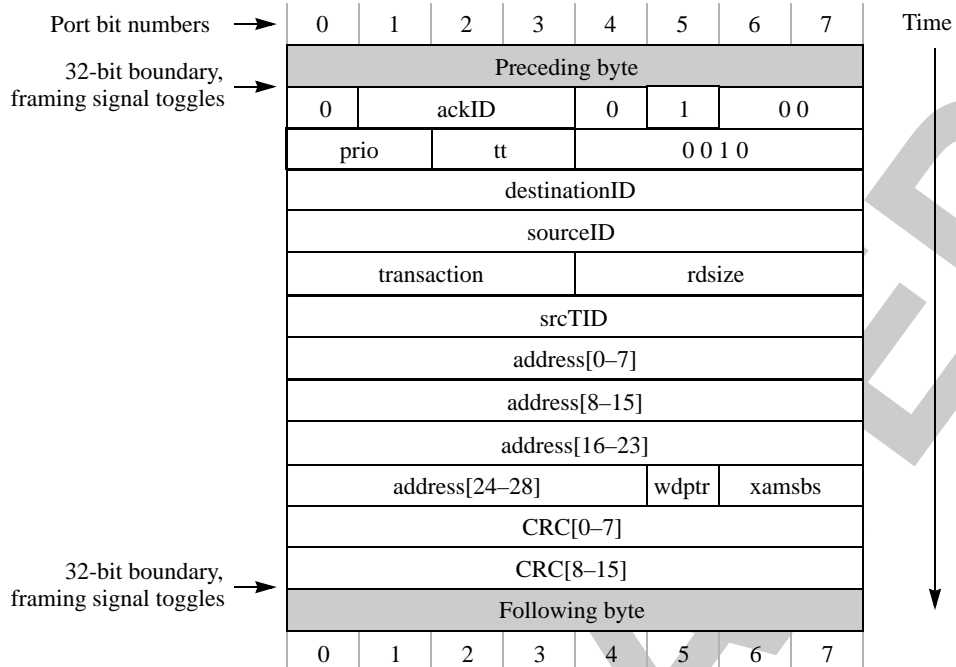 Port bit numbers 0 1 2 3 4 5 6 7 Time
Preceding byte
32-bit boundary,
framing signal toggles
0 ackID 0 1 0 0
prio tt 0 0 1 0
destinationID
sourceID
transaction rdsize
srcTID
address[0–7]
address[8–15]
address[16–23]
address[24–28] wdptr xamsbs
CRC[0–7]
CRC[8–15]
32-bit boundary,
framing signal toggles
Following byte
0 1 2 3 4 5 6 7